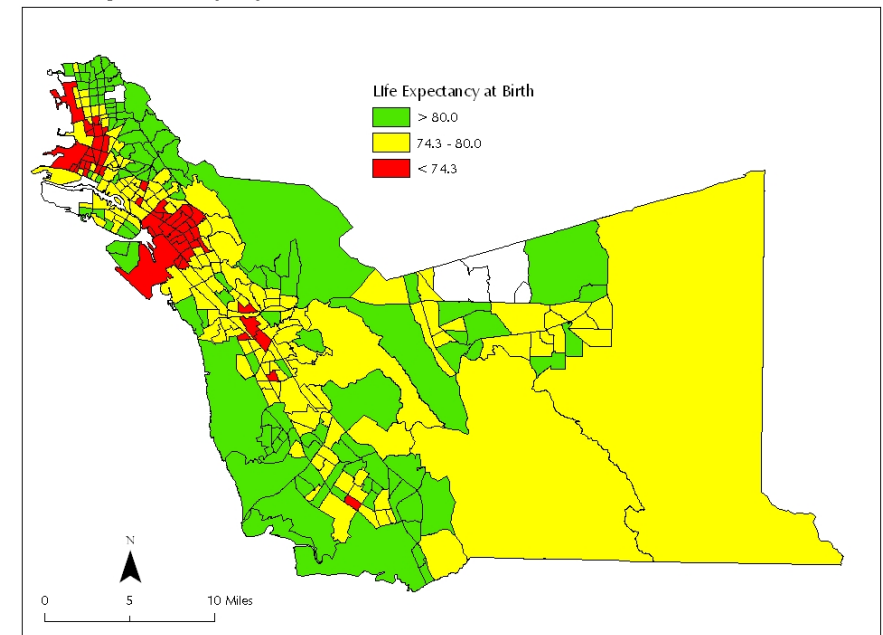 LIfe Expectancy at Birth
> 80.0
74.3 - 80.0
< 74.3
N
0 5 10 Miles